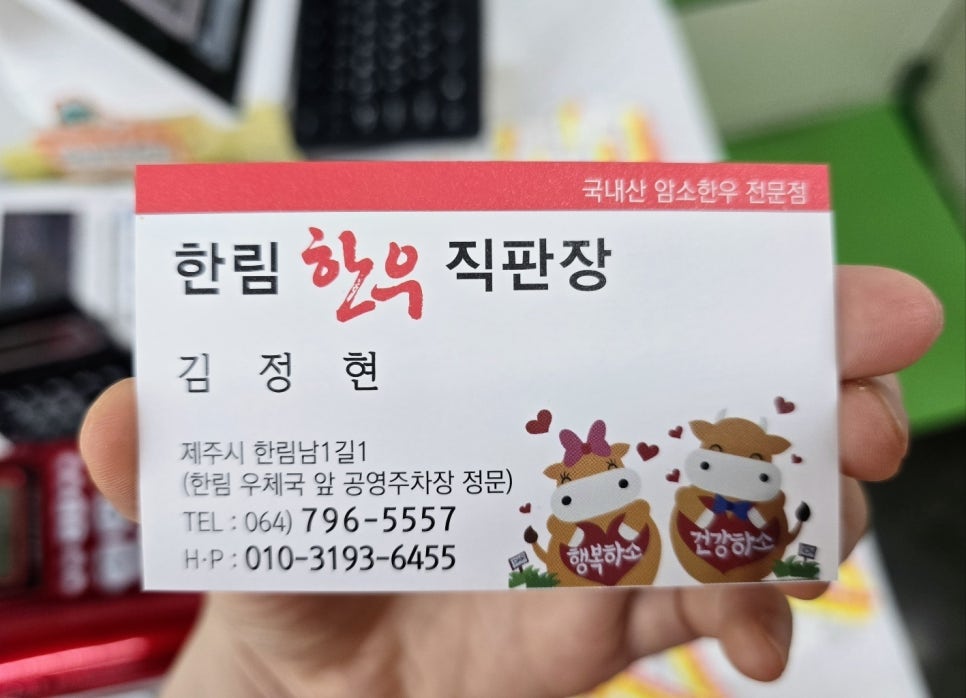 국내산 암소한우 전문점
한림 한우 직판장
김 정 현
제주시 한림남1길1
(한림 우체국 앞 공영주차장 정문)
TEL : 064) 796-5557
H·P : 010-3193-6455
행복하소
건강하소